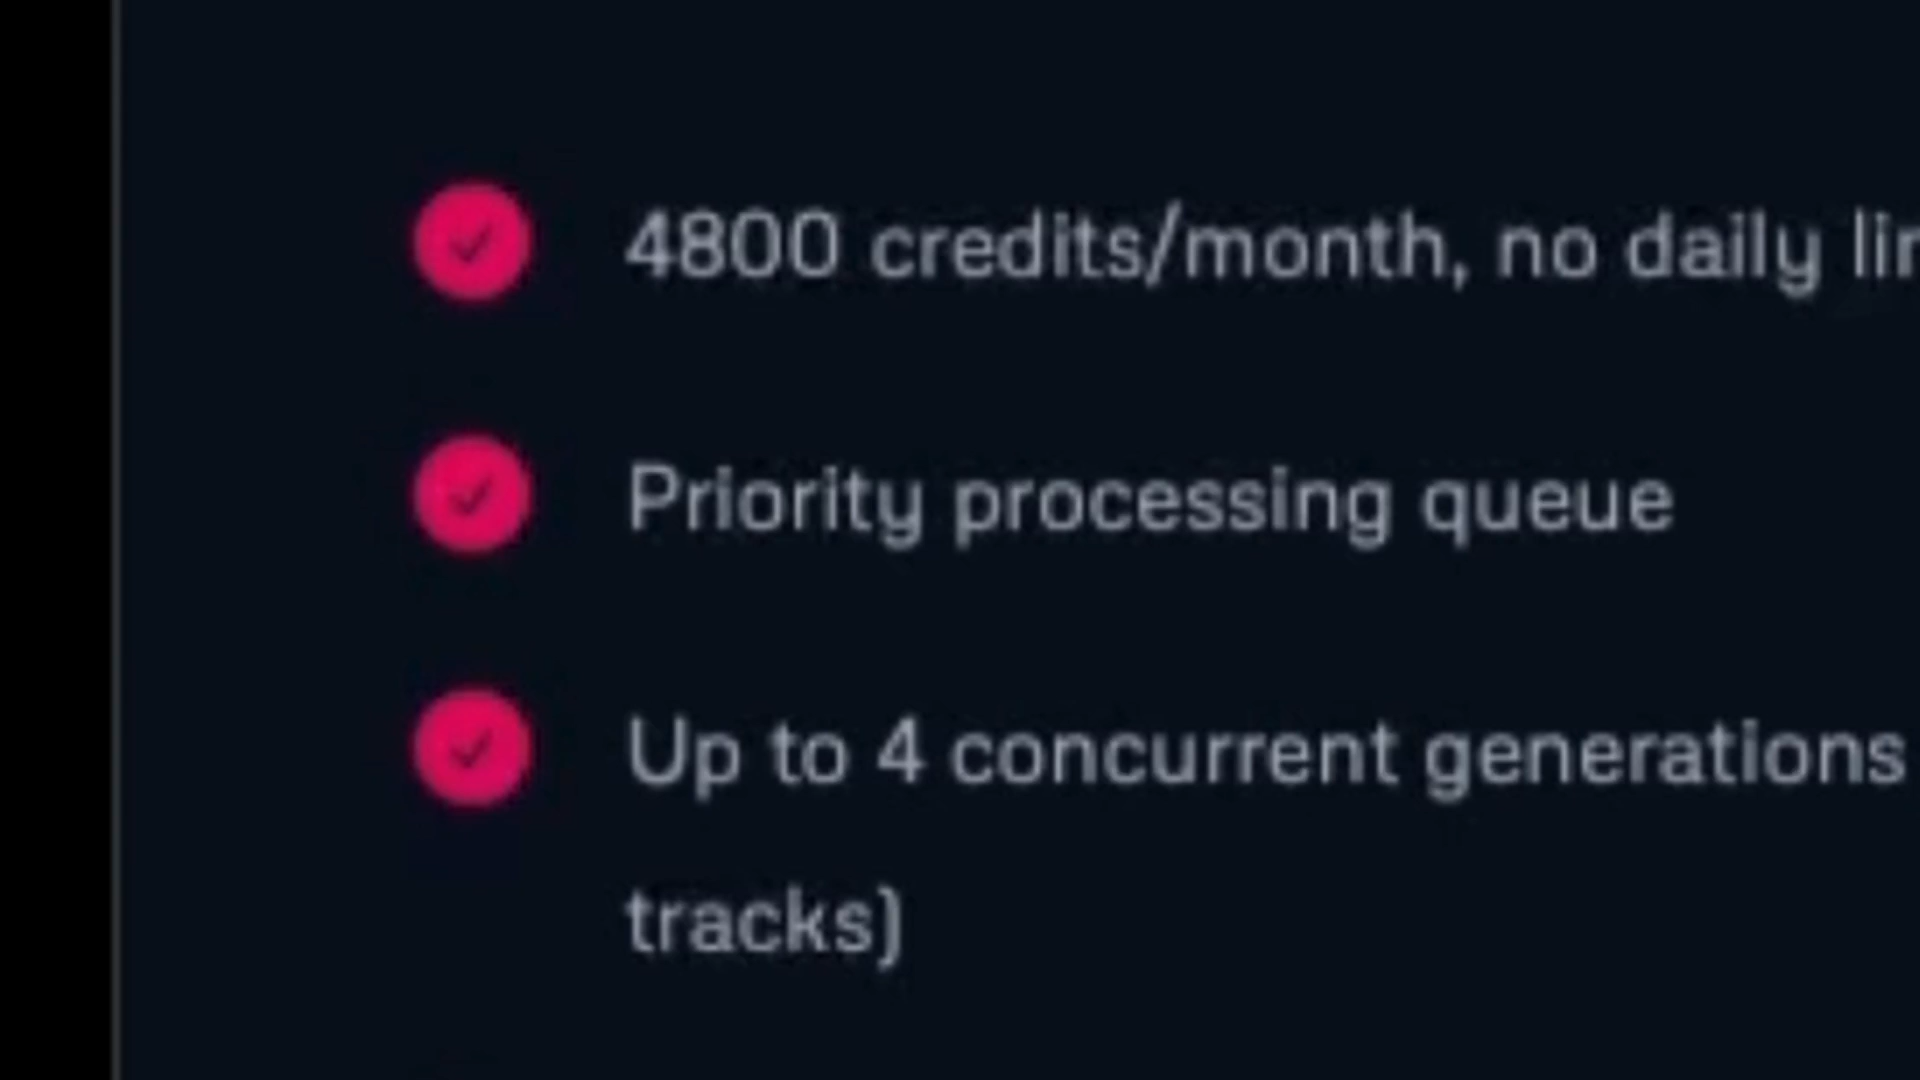 4800 credits/month, no daily
Priority processing queue
Up to 4 concurrent generations
tracks)